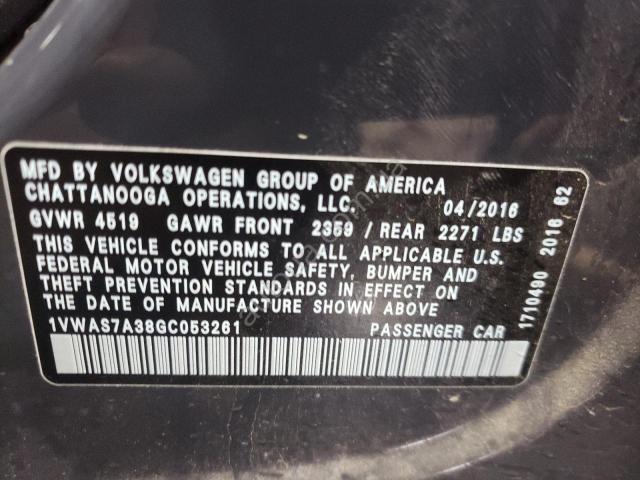 MFD BY VOLKSWAGEN GROUP OF AMERICA
CHATTANOOGA OPERATIONS, LLC. 04/2016
GVWR 4519 GAWR FRONT 2359 / REAR 2271 LBS
THIS VEHICLE CONFORMS TO ALL APPLICABLE U.S.
FEDERAL MOTOR VEHICLE SAFETY, BUMPER AND
THEFT PREVENTION STANDARDS IN EFFECT ON
THE DATE OF MANUFACTURE SHOWN ABOVE
1VWAS7A38GC053261 PASSENGER CAR
1710490 2016 62